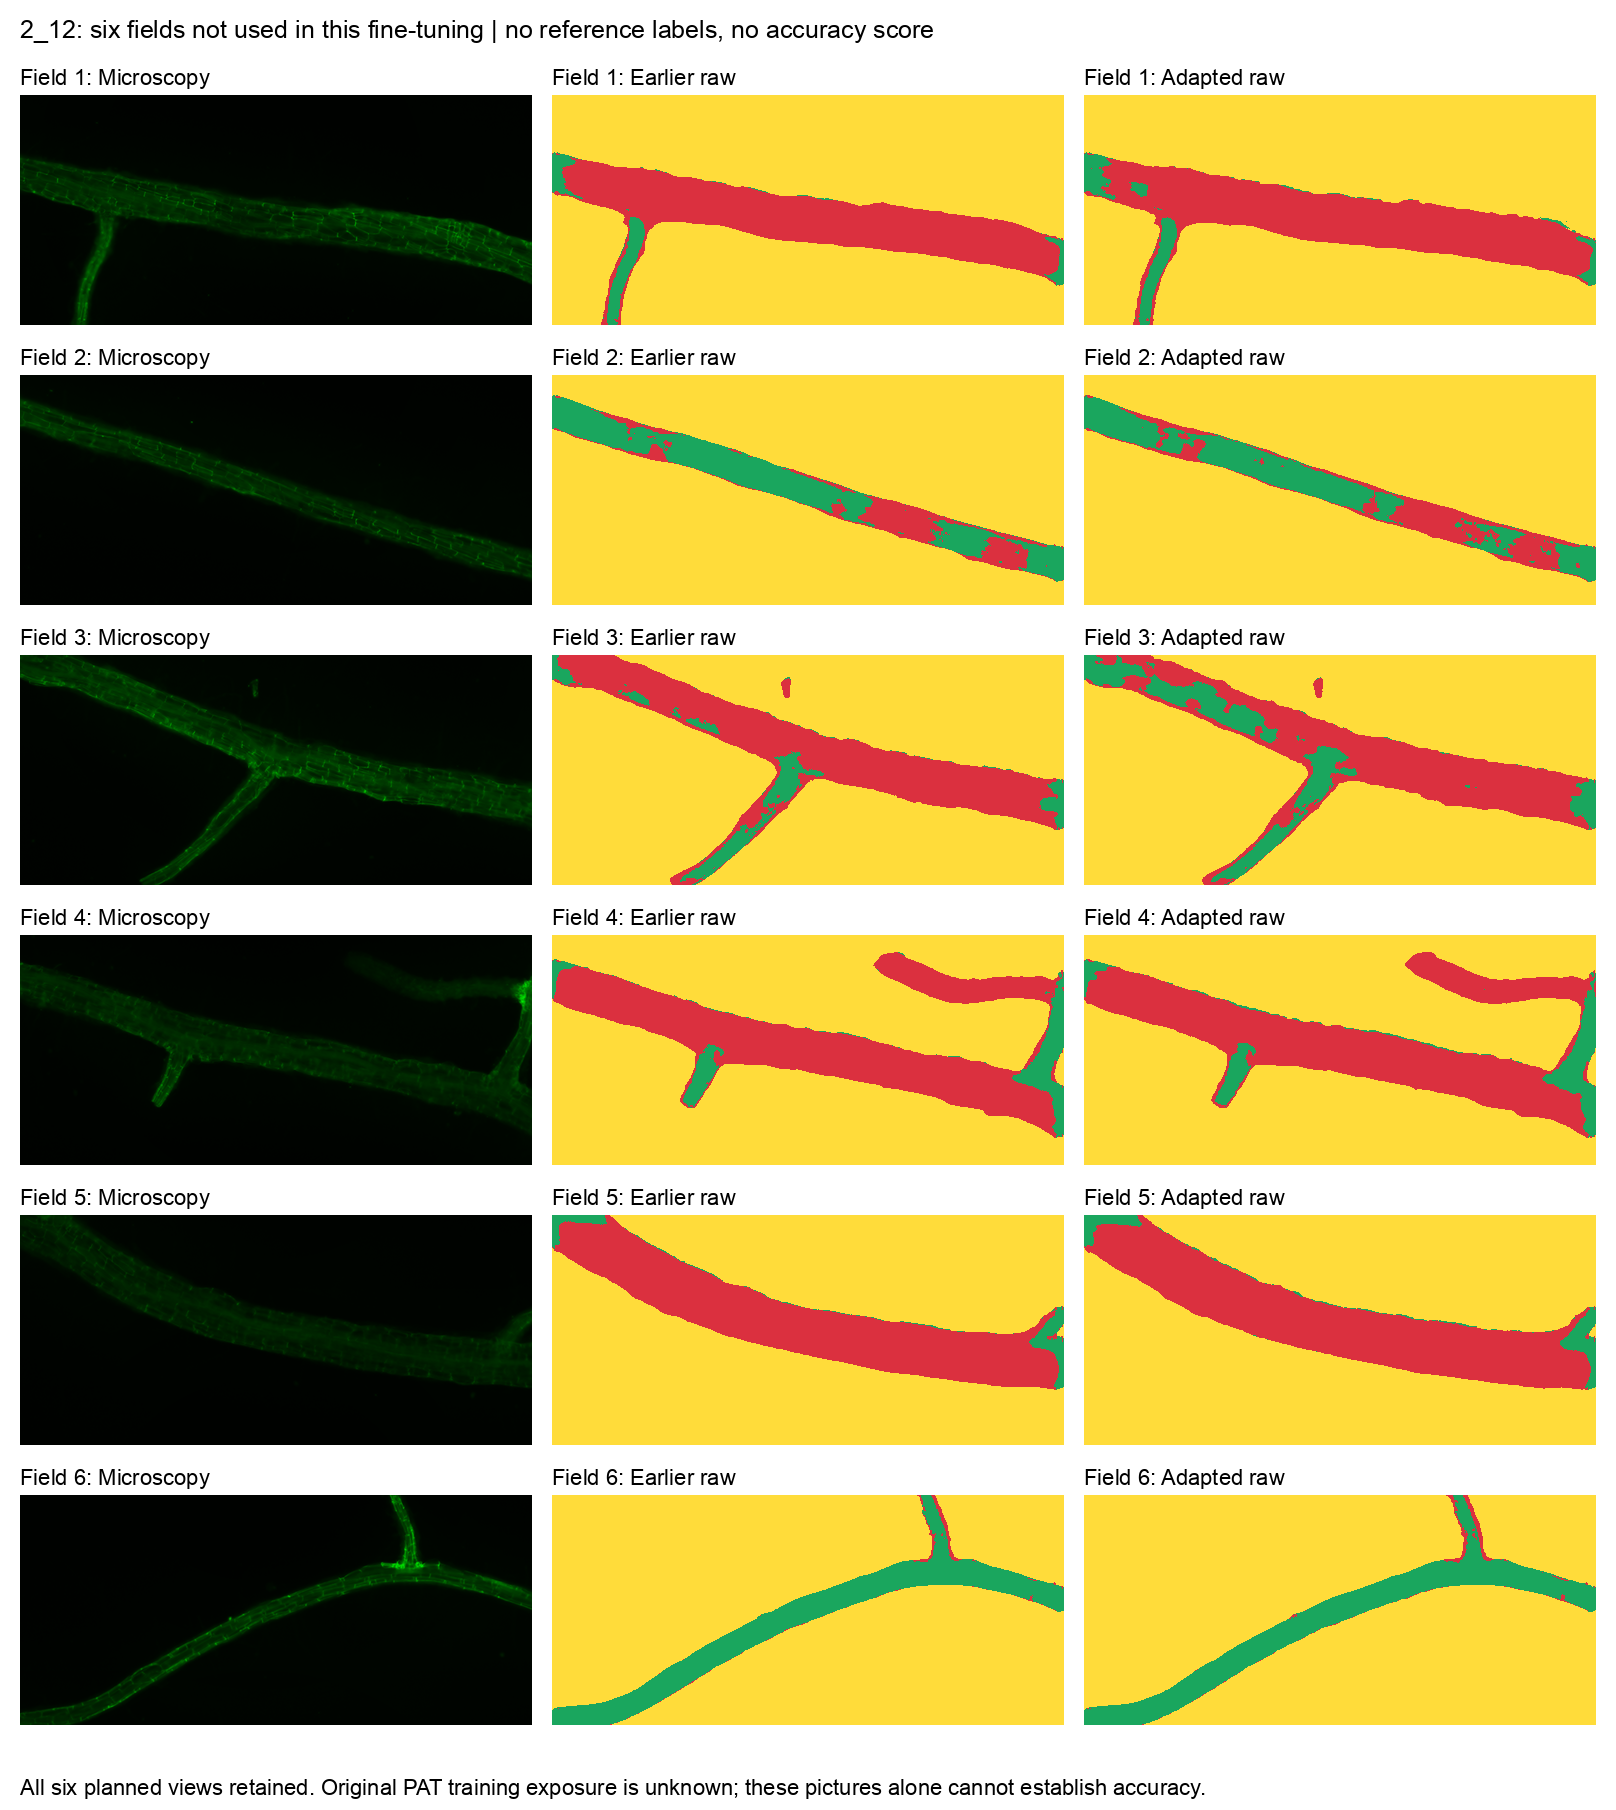 2_12: six fields not used in this fine-tuning | no reference labels, no accuracy score
Field 1: Microscopy
Field 1: Earlier raw
Field 1: Adapted raw
Field 2: Microscopy
Field 2: Earlier raw
Field 2: Adapted raw
Field 3: Microscopy
Field 3: Earlier raw
Field 3: Adapted raw
Field 4: Microscopy
Field 4: Earlier raw
Field 4: Adapted raw
Field 5: Microscopy
Field 5: Earlier raw
Field 5: Adapted raw
Field 6: Microscopy
Field 6: Earlier raw
Field 6: Adapted raw
All six planned views retained. Original PAT training exposure is unknown; these pictures alone cannot establish accuracy.